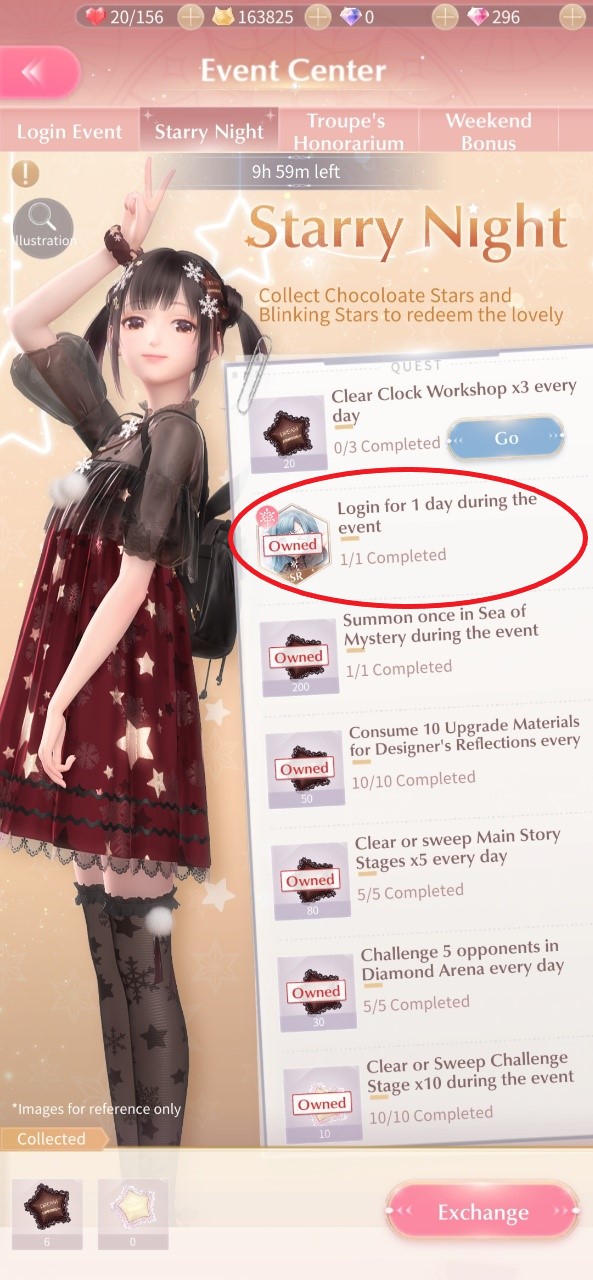 20/156
163825
0
296
Event Center
Login Event
Starry Night
Troupe's
Honorarium
Weekend
Bonus
9h 59m left
Illustration
Starry Night
Collect Chocoloate Stars and
Blinking Stars to redeem the lovely
QUEST
Clear Clock Workshop x3 every
day
0/3 Completed
Go
20
Login for 1 day during the
event
Owned
1/1 Completed
SR
Summon once in Sea of
Mystery during the event
Owned
1/1 Completed
200
Consume 10 Upgrade Materials
for Designer's Reflections every
Owned
10/10 Completed
50
Clear or sweep Main Story
Stages x5 every day
Owned
5/5 Completed
80
Challenge 5 opponents in
Diamond Arena every day
Owned
5/5 Completed
30
Clear or Sweep Challenge
Stage x10 during the event
Owned
10/10 Completed
10
*Images for reference only
Collected
6
0
Exchange